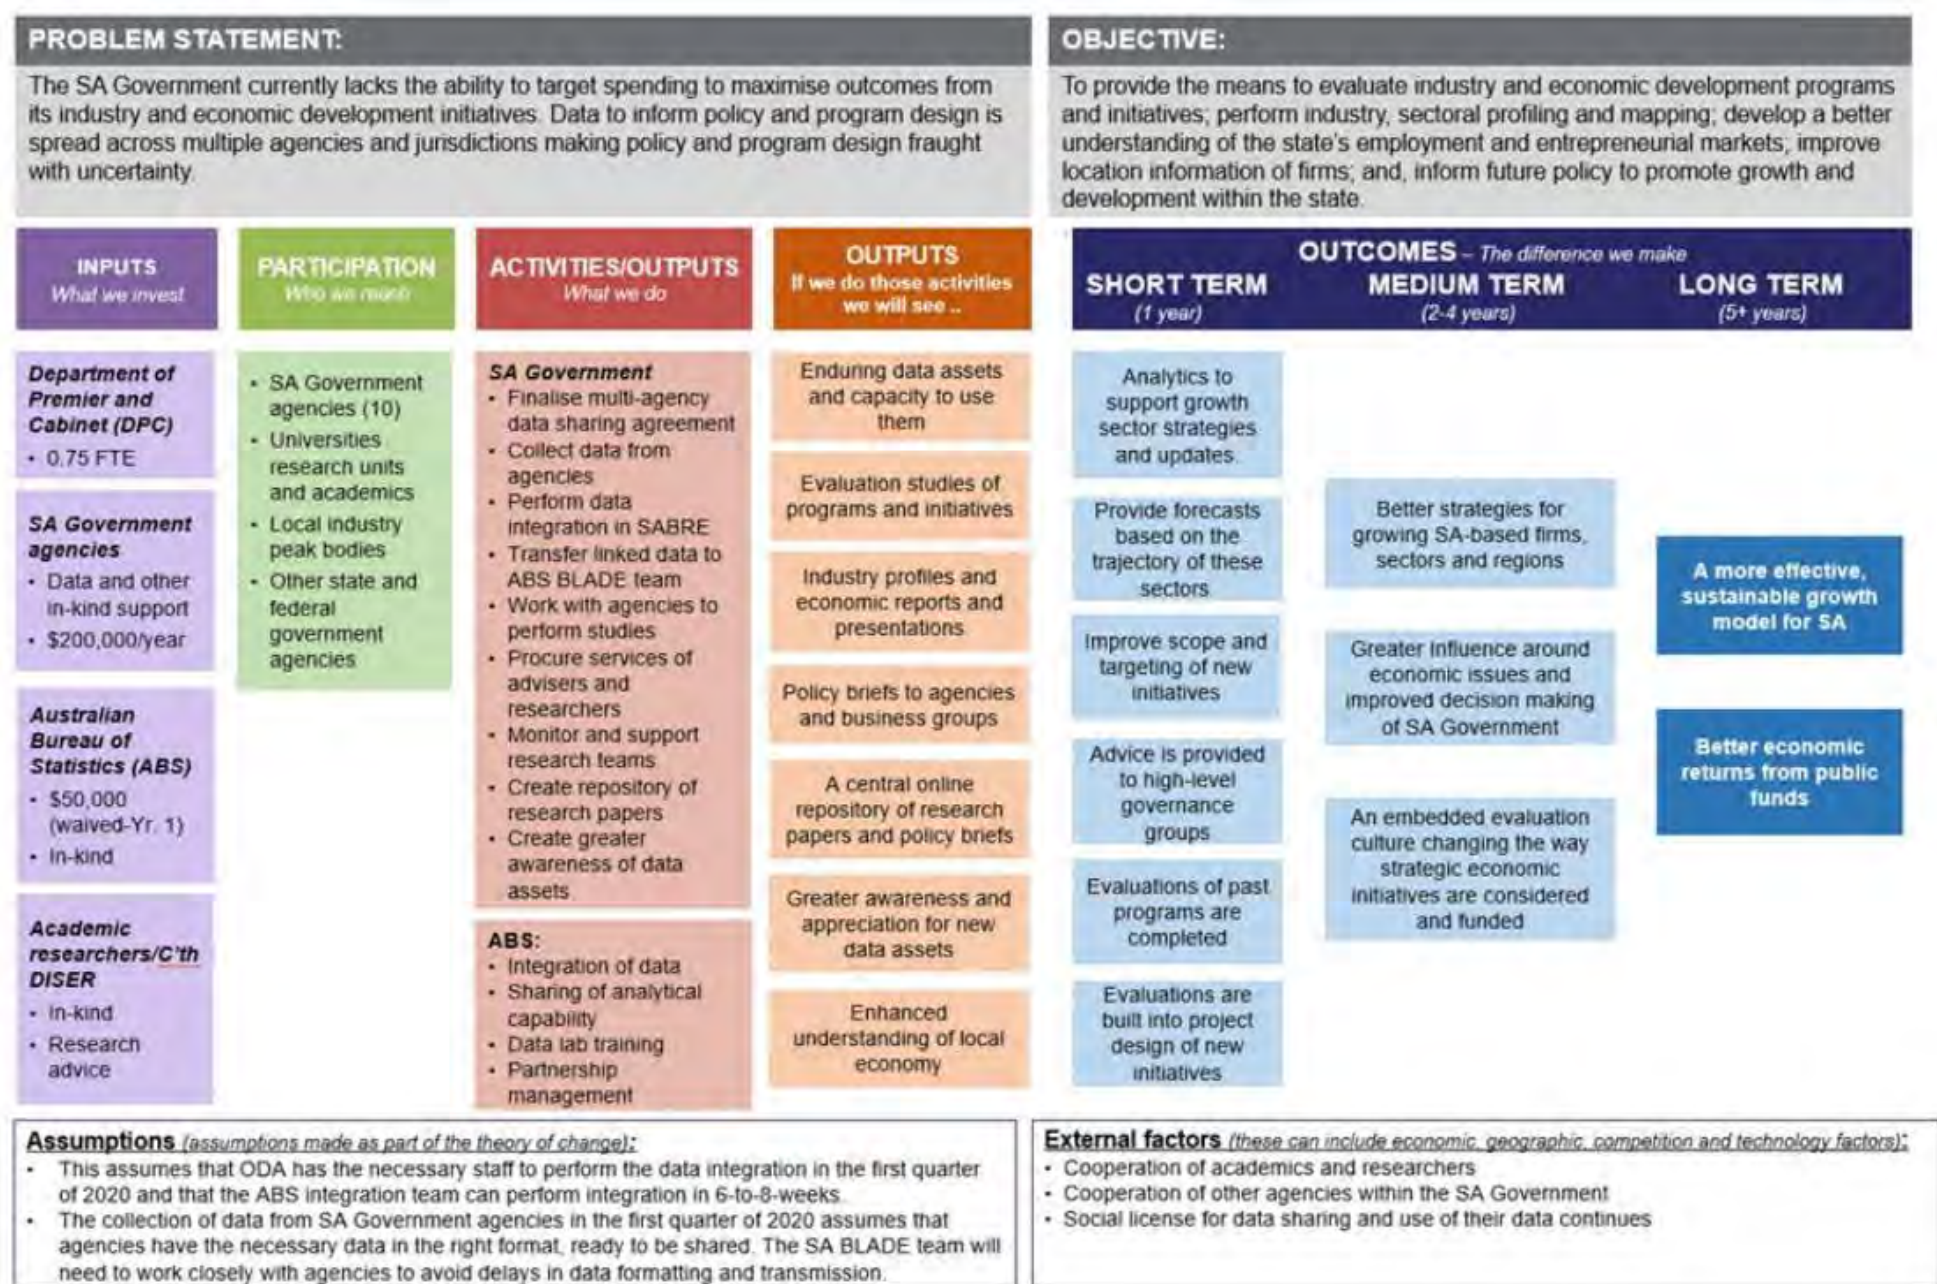 PROBLEM STATEMENT:
The SA Government currently lacks the ability to target spending to maximise outcomes from
its industry and economic development initiatives. Data to inform policy and program design is
spread across multiple agencies and jurisdictions making policy and program design fraught
with uncertainty.
OBJECTIVE:
To provide the means to evaluate industry and economic development programs
and initiatives; perform industry, sectoral profiling and mapping; develop a better
understanding of the state's employment and entrepreneurial markets; improve
location information of firms; and, inform future policy to promote growth and
development within the state.
INPUTS
What we invest
Department of
Premier and
Cabinet (DPC)
• 0.75 FTE
SA Government
agencies
• Data and other
in-kind support
• $200,000/year
Australian
Bureau of
Statistics (ABS)
• $50,000
(waived-Yr. 1)
• In-kind
Academic
researchers/C'th
DISER
• In-kind
• Research
advice
PARTICIPATION
Who we reach
• SA Government
agencies (10)
• Universities
research units
and academics
• Local industry
peak bodies
• Other state and
federal
government
agencies
ACTIVITIES/OUTPUTS
What we do
SA Government
• Finalise multi-agency
data sharing agreement
• Collect data from
agencies
• Perform data
integration in SABRE
• Transfer linked data to
ABS BLADE team
• Work with agencies to
perform studies
• Procure services of
advisers and
researchers
• Monitor and support
research teams
• Create repository of
research papers
• Create greater
awareness of data
assets
ABS:
• Integration of data
• Sharing of analytical
capability
• Data lab training
• Partnership
management
OUTPUTS
If we do those activities
we will see ..
Enduring data assets
and capacity to use
them
Evaluation studies of
programs and initiatives
Industry profiles and
economic reports and
presentations
Policy briefs to agencies
and business groups
A central online
repository of research
papers and policy briefs
Greater awareness and
appreciation for new
data assets
Enhanced
understanding of local
economy
OUTCOMES – The difference we make
SHORT TERM
(1 year)
Analytics to
support growth
sector strategies
and updates.
Provide forecasts
based on the
trajectory of these
sectors
Improve scope and
targeting of new
initiatives
Advice is provided
to high-level
governance
groups
Evaluations of past
programs are
completed
Evaluations are
built into project
design of new
initiatives
MEDIUM TERM
(2-4 years)
Better strategies for
growing SA-based firms,
sectors and regions
Greater Influence around
economic issues and
improved decision making
of SA Government
An embedded evaluation
culture changing the way
strategic economic
initiatives are considered
and funded
LONG TERM
(5+ years)
A more effective,
sustainable growth
model for SA
Better economic
returns from public
funds
Assumptions (assumptions made as part of the theory of change):
• This assumes that ODA has the necessary staff to perform the data integration in the first quarter
of 2020 and that the ABS integration team can perform integration in 6-to-8-weeks.
• The collection of data from SA Government agencies in the first quarter of 2020 assumes that
agencies have the necessary data in the right format, ready to be shared. The SA BLADE team will
need to work closely with agencies to avoid delays in data formatting and transmission.
External factors (these can include economic, geographic, competition and technology factors):
• Cooperation of academics and researchers
• Cooperation of other agencies within the SA Government
• Social license for data sharing and use of their data continues